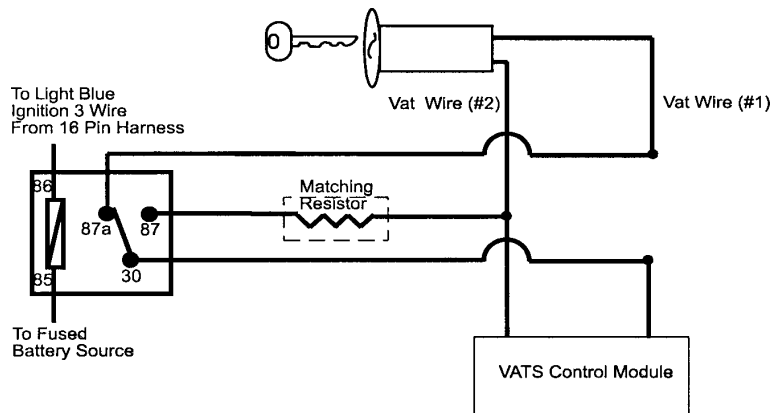 To Light Blue
Ignition 3 Wire
From 16 Pin Harness
Vat Wire (#2)
Vat Wire (#1)
86
87a
87
Matching
Resistor
85
30
To Fused
Battery Source
VATS Control Module